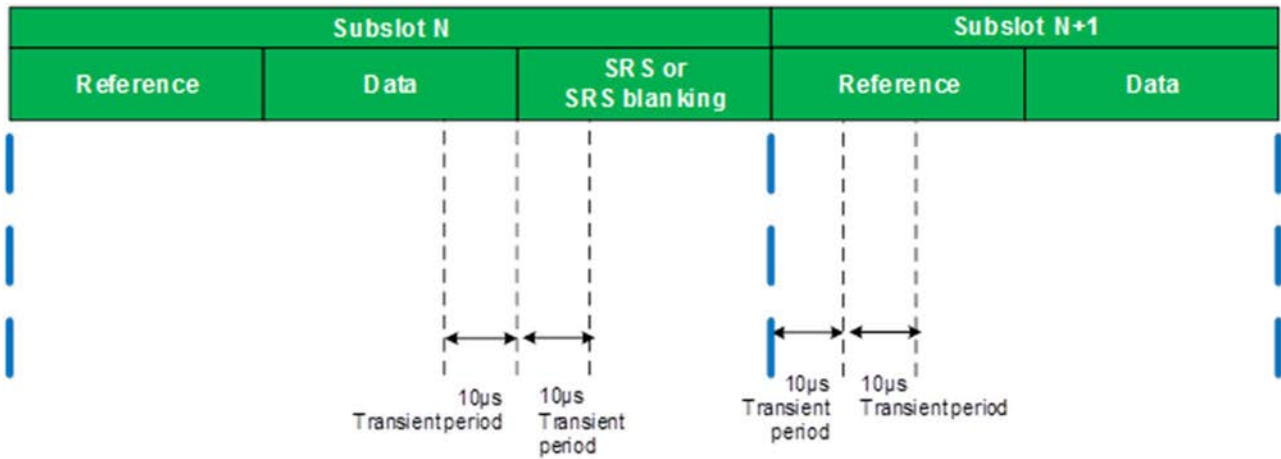 Subslot N
Subslot N+1
Reference
Data
SRS or
SRS blanking
Reference
Data
10µs
Transient period
10µs
Transient
period
10µs
Transient
period
10µs
Transient period